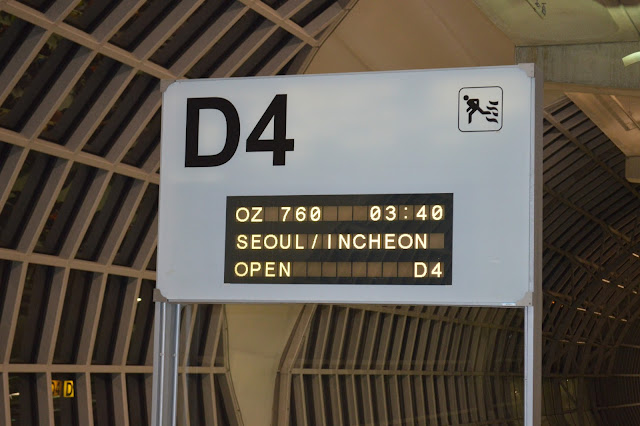 D4
OZ 760 03:40
SEOUL/INCHEON
OPEN D4
D